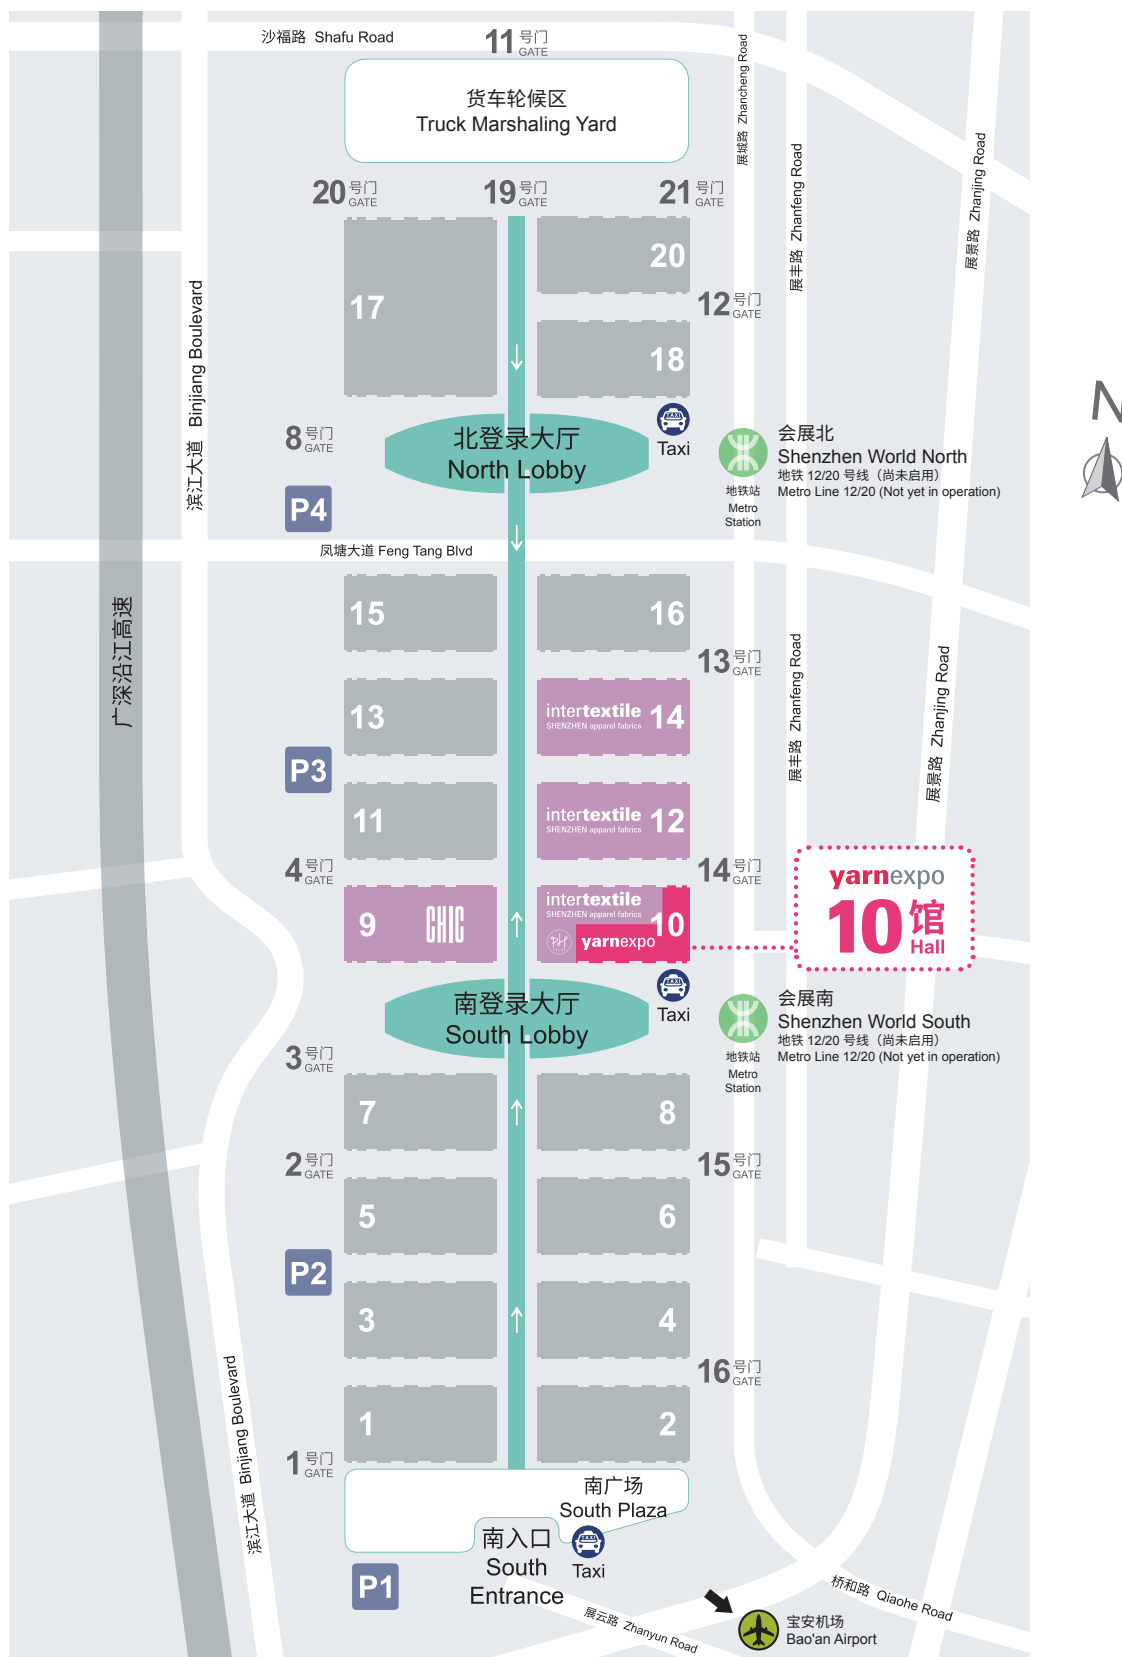 沙福路 Shafu Road
11 号门 GATE
货车轮候区
Truck Marshaling Yard
展城路 Zhancheng Road
展丰路 Zhanfeng Road
展景路 Zhanjing Road
20 号门 GATE
19 号门 GATE
21 号门 GATE
20
17
12 号门 GATE
18
滨江大道 Binjiang Boulevard
8 号门 GATE
北登录大厅
North Lobby
TAXI
Taxi
会展北
Shenzhen World North
地铁 12/20 号线（尚未启用）
Metro Line 12/20 (Not yet in operation)
地铁站
Metro
Station
N
P4
凤塘大道 Feng Tang Blvd
15
16
广深沿江高速
13 号门 GATE
展丰路 Zhanfeng Road
展景路 Zhanjing Road
13
intertextile
SHENZHEN apparel fabrics
14
P3
11
intertextile
SHENZHEN apparel fabrics
12
4 号门 GATE
14 号门 GATE
9
CHIC
intertextile
SHENZHEN apparel fabrics
10
PH
yarnexpo
yarnexpo
10 馆
Hall
南登录大厅
South Lobby
TAXI
Taxi
会展南
Shenzhen World South
地铁 12/20 号线（尚未启用）
Metro Line 12/20 (Not yet in operation)
地铁站
Metro
Station
3 号门 GATE
7
8
2 号门 GATE
15 号门 GATE
5
6
P2
3
4
16 号门 GATE
滨江大道 Binjiang Boulevard
1
2
1 号门 GATE
南广场
South Plaza
南入口
South
Entrance
TAXI
Taxi
P1
展云路 Zhanyun Road
桥和路 Qiaohe Road
宝安机场
Bao'an Airport